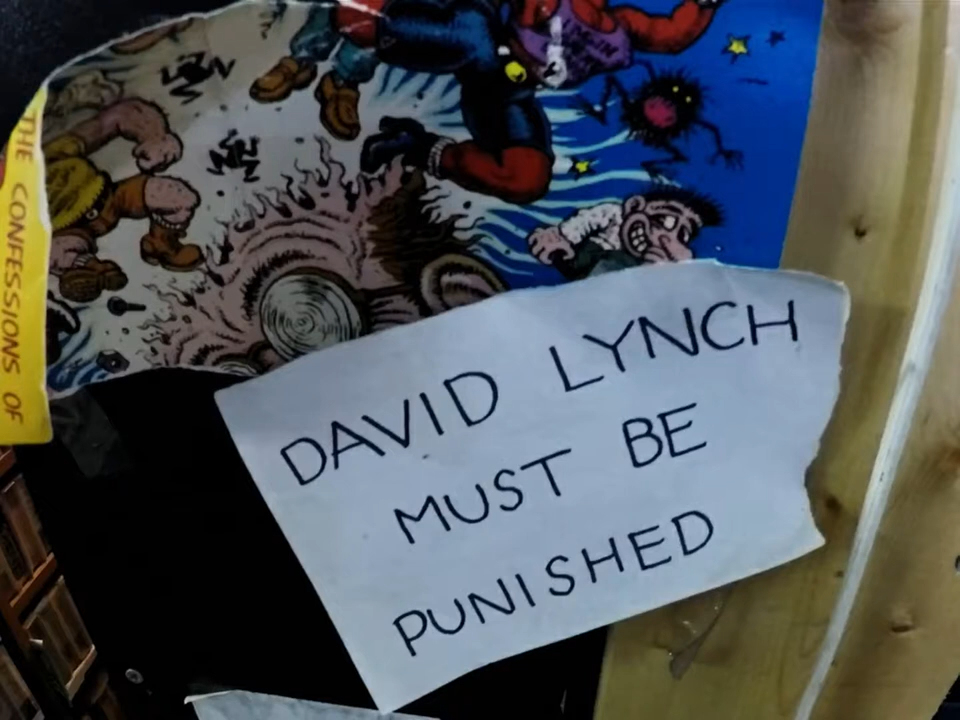 THE CONFESSIONS OF
DAVID LYNCH
MUST BE
PUNISHED